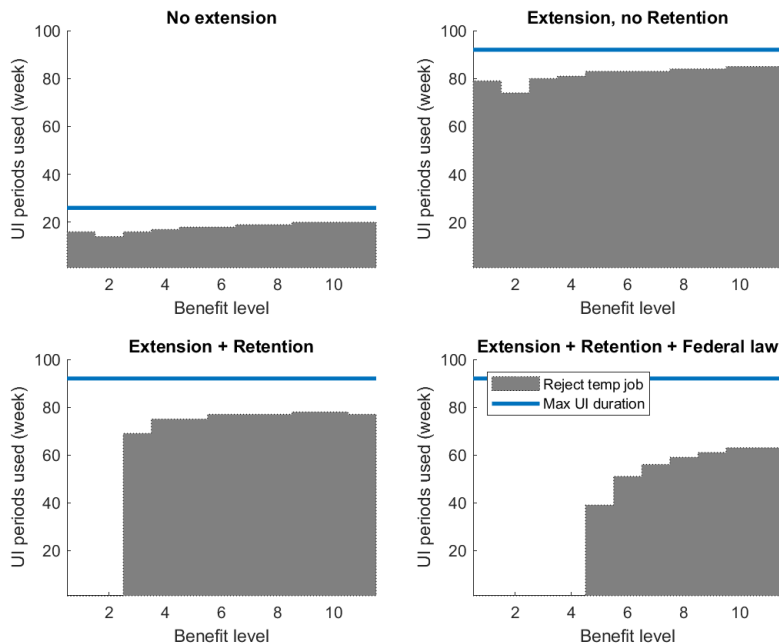 No extension
100
80
60
40
20
UI periods used (week)
2 4 6 8 10
Benefit level
Extension, no Retention
100
80
60
40
20
UI periods used (week)
2 4 6 8 10
Benefit level
Extension + Retention
100
80
60
40
20
UI periods used (week)
2 4 6 8 10
Benefit level
Extension + Retention + Federal law
100
80
60
40
20
UI periods used (week)
Reject temp job
Max UI duration
2 4 6 8 10
Benefit level